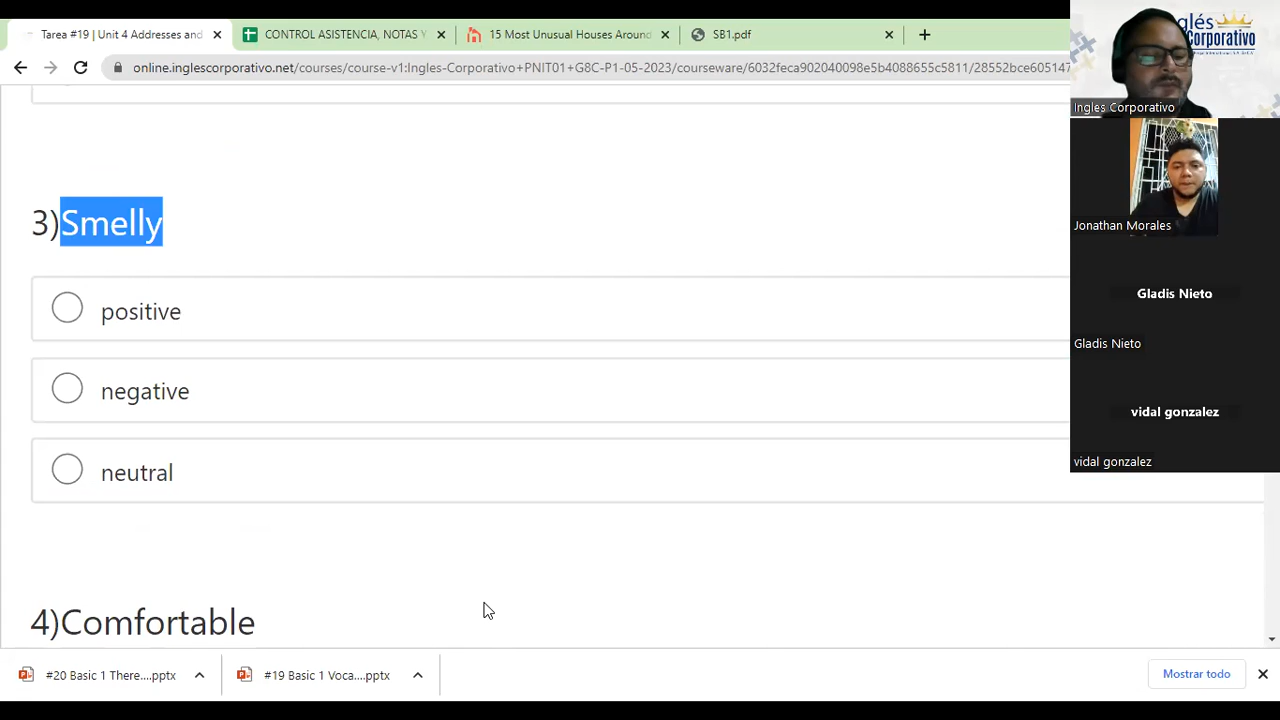 Tarea #19 | Unit 4 Addresses and
CONTROL ASISTENCIA, NOTAS Y
15 Most Unusual Houses Around
SB1.pdf
online.inglescorporativo.net/courses/course-v1:Ingles-Corporativo+PNIT01+G8C-P1-05-2023/courseware/6032feca902040098e5b4088655c5811/28552bce605147
3)Smelly
positive
negative
neutral
4)Comfortable
#20 Basic 1 There....pptx
#19 Basic 1 Voca....pptx
Mostrar todo
glés
Corporativo
Ingles Corporativo
Jonathan Morales
Gladis Nieto
Gladis Nieto
vidal gonzalez
vidal gonzalez